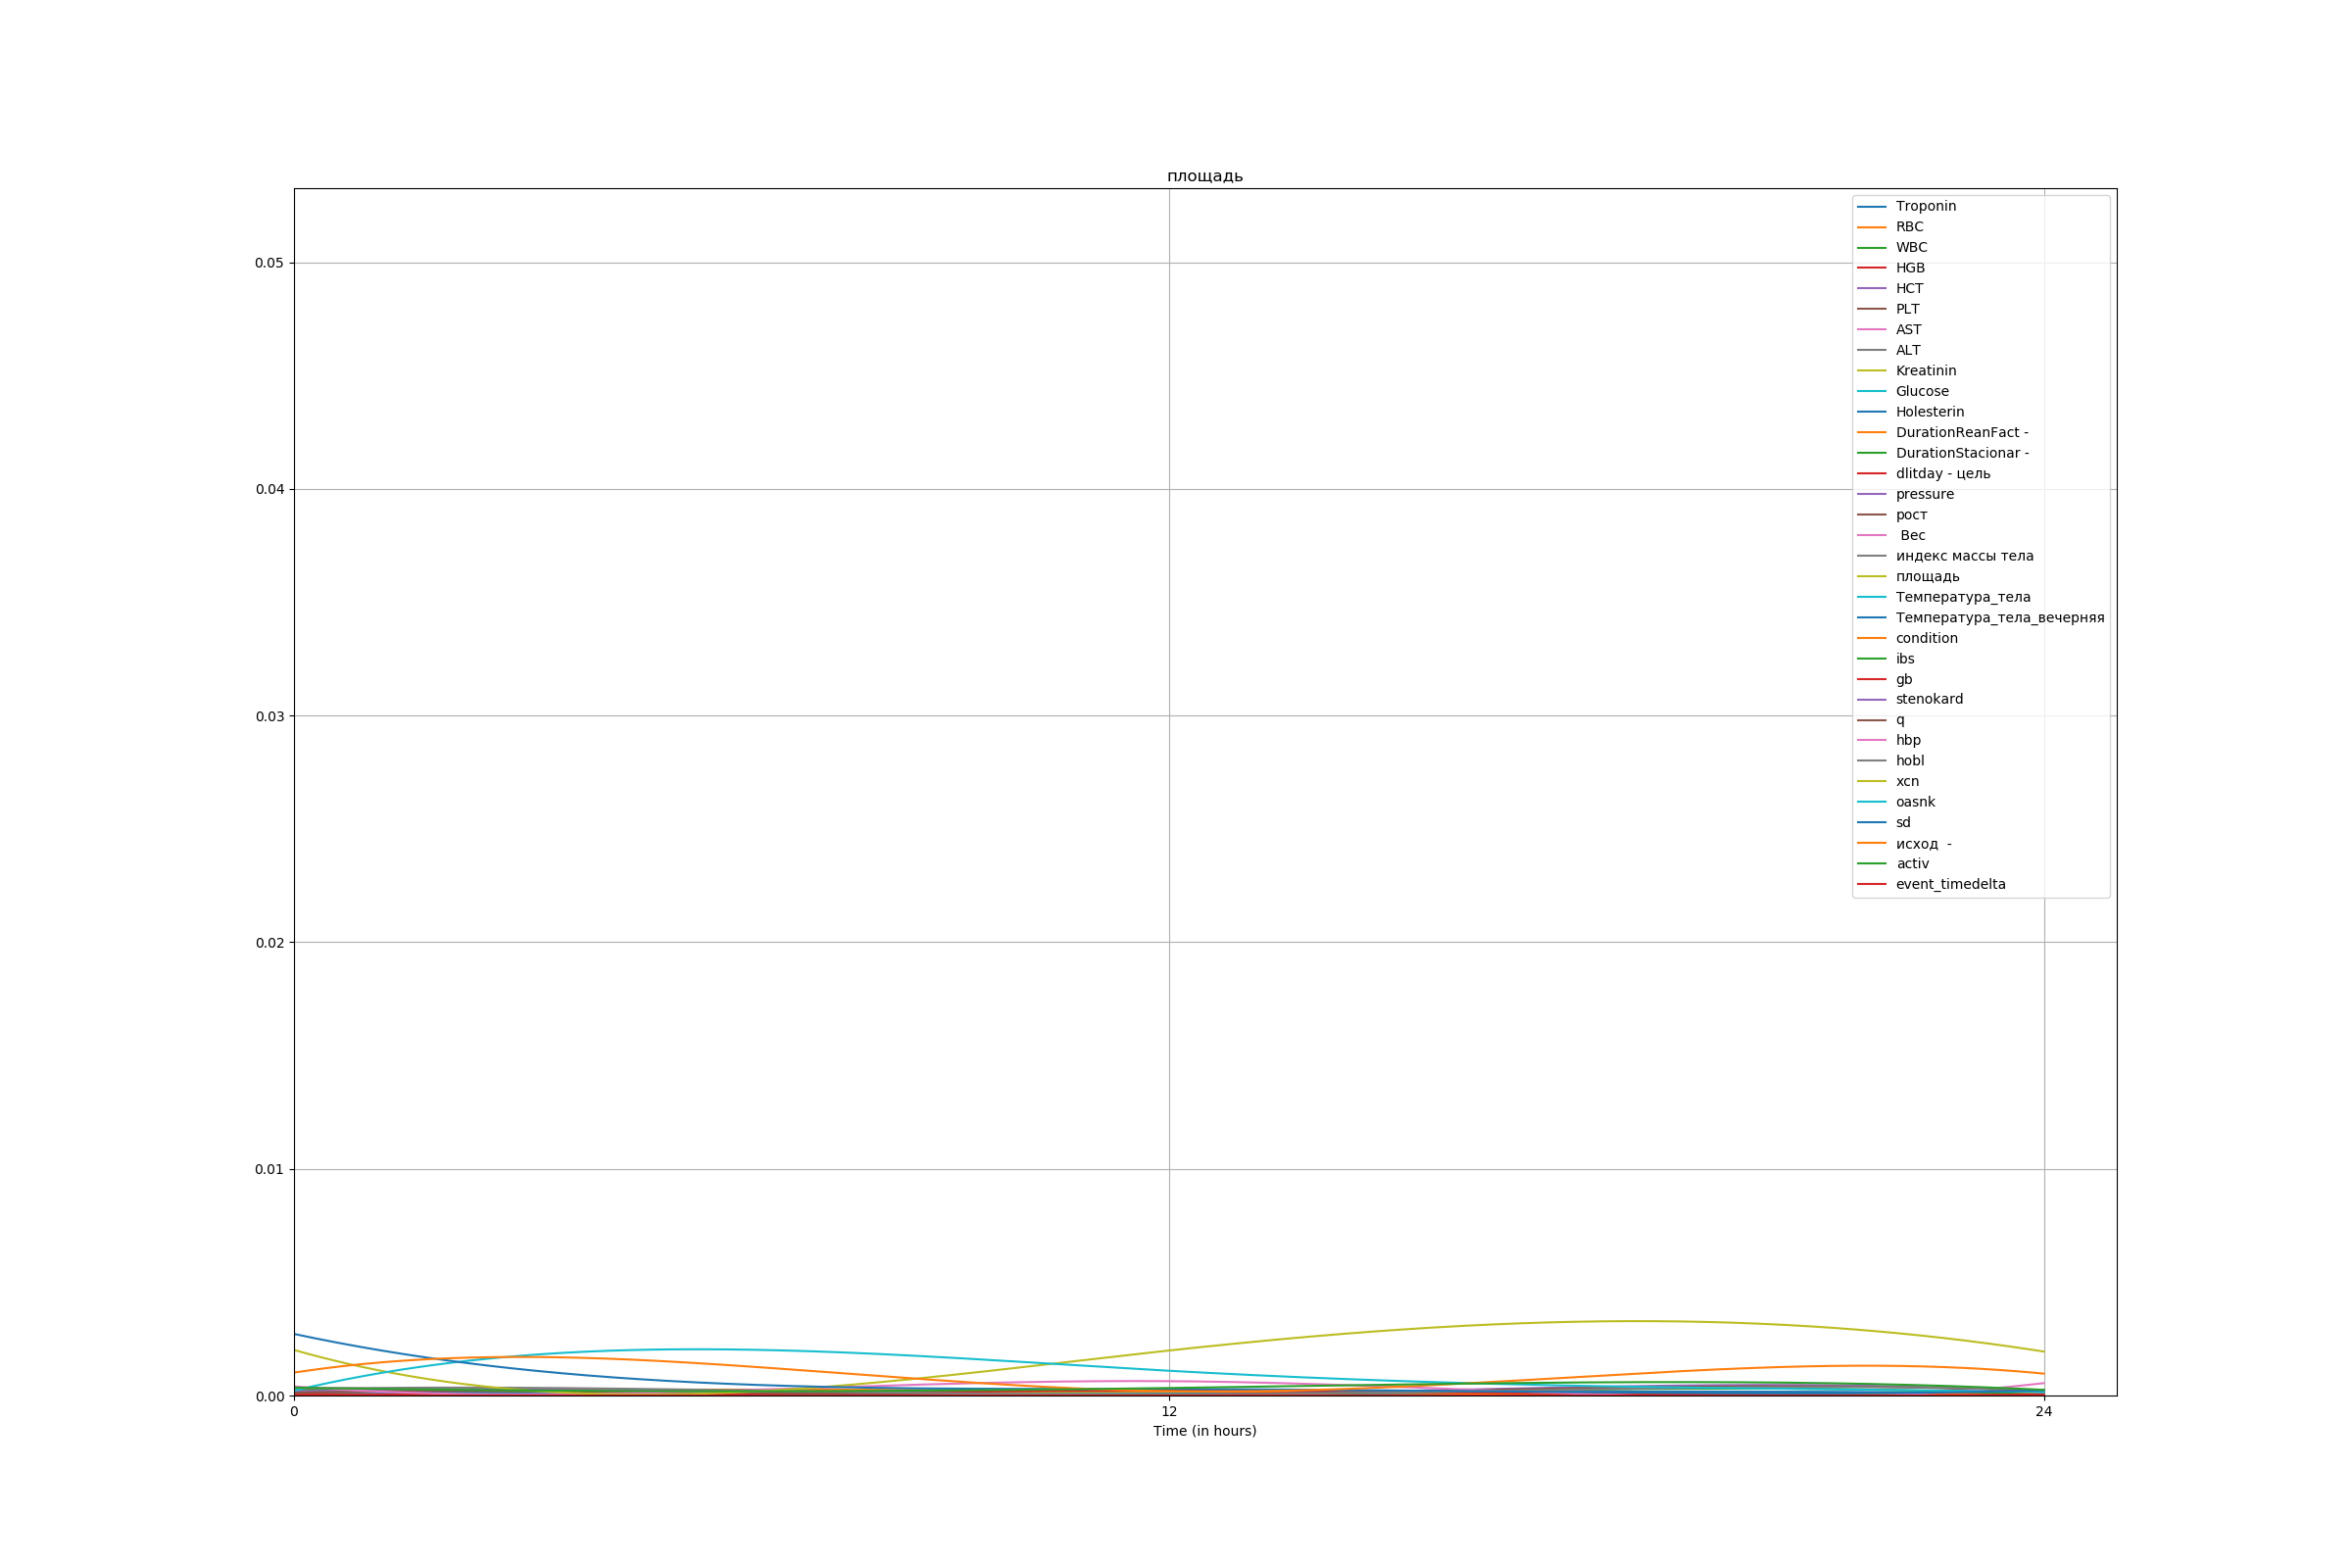 площадь
0.05
0.04
0.03
0.02
0.01
0.00
0
12
24
Time (in hours)
Troponin
RBC
WBC
HGB
HCT
PLT
AST
ALT
Kreatinin
Glucose
Holesterin
DurationReanFact -
DurationStacionar -
dlitday - цель
pressure
рост
Вес
индекс массы тела
площадь
Температура_тела
Температура_тела_вечерняя
condition
ibs
gb
stenokard
q
hbp
hobl
xcn
oasnk
sd
исход  -
activ
event_timedelta